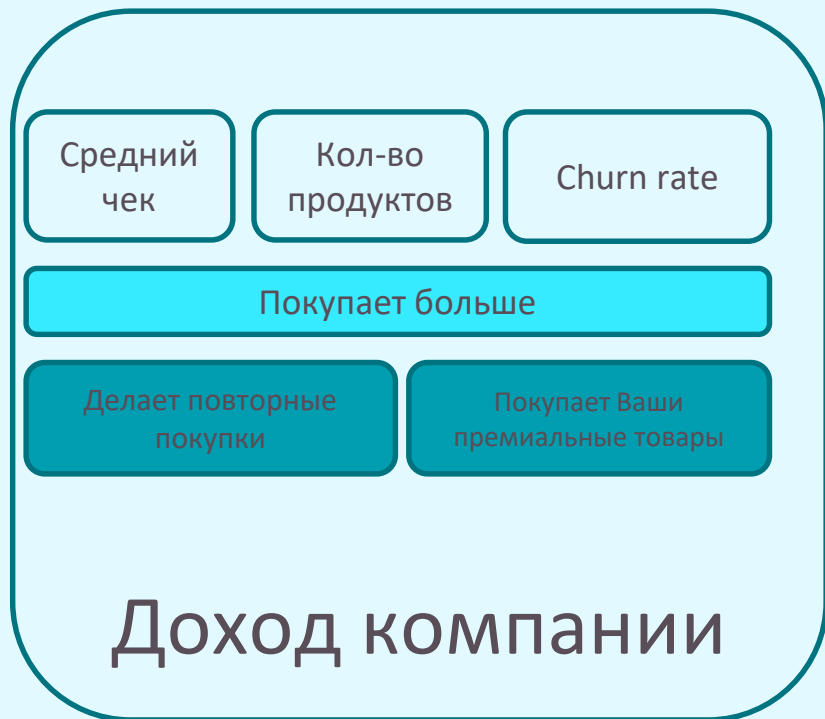 Средний
чек
Кол-во
продуктов
Churn rate
Покупает больше
Делает повторные
покупки
Покупает Ваши
премиальные товары
Доход компании